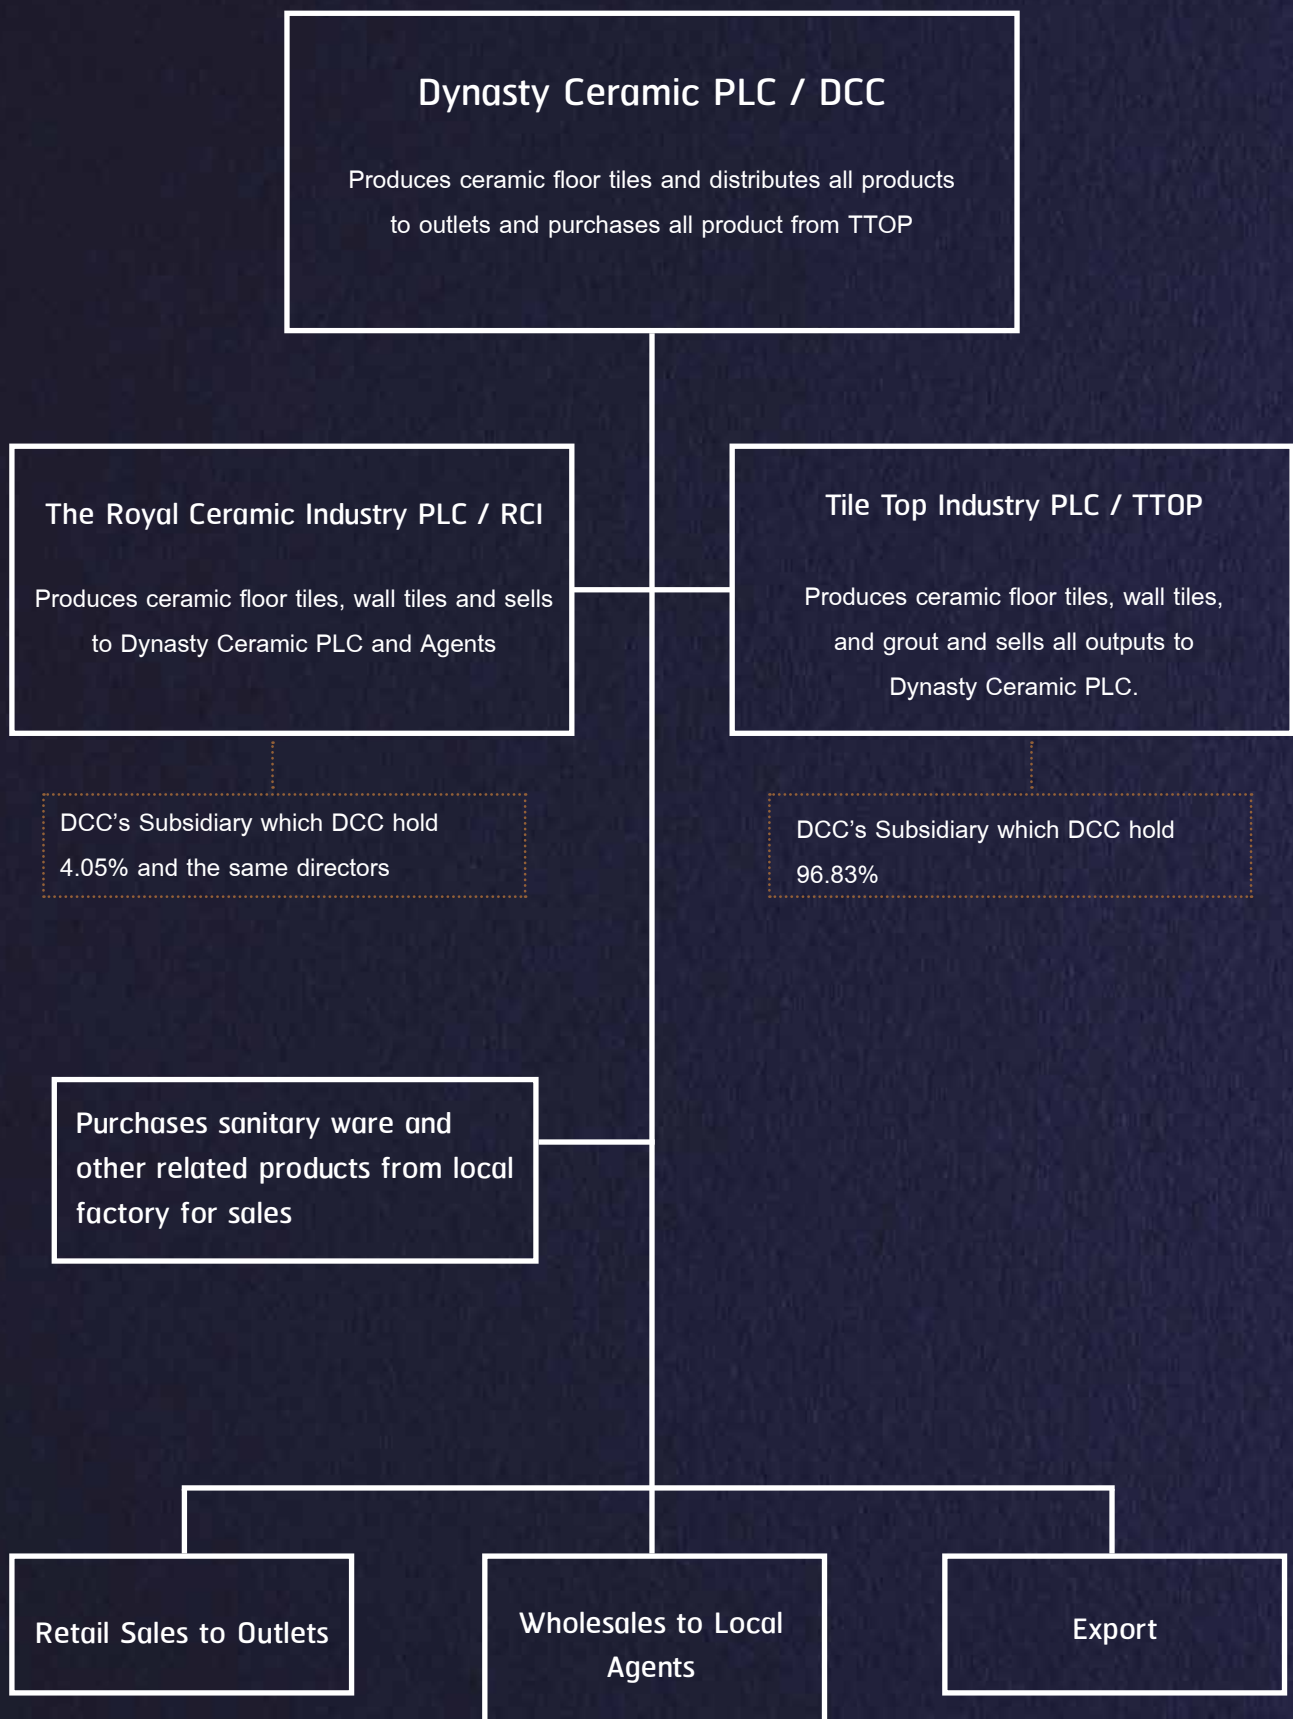 Dynasty Ceramic PLC / DCC
Produces ceramic floor tiles and distributes all products
to outlets and purchases all product from TTOP
The Royal Ceramic Industry PLC / RCI
Produces ceramic floor tiles, wall tiles and sells
to Dynasty Ceramic PLC and Agents
Tile Top Industry PLC / TTOP
Produces ceramic floor tiles, wall tiles,
and grout and sells all outputs to
Dynasty Ceramic PLC.
DCC's Subsidiary which DCC hold
4.05% and the same directors
DCC's Subsidiary which DCC hold
96.83%
Purchases sanitary ware and
other related products from local
factory for sales
Retail Sales to Outlets
Wholesales to Local
Agents
Export